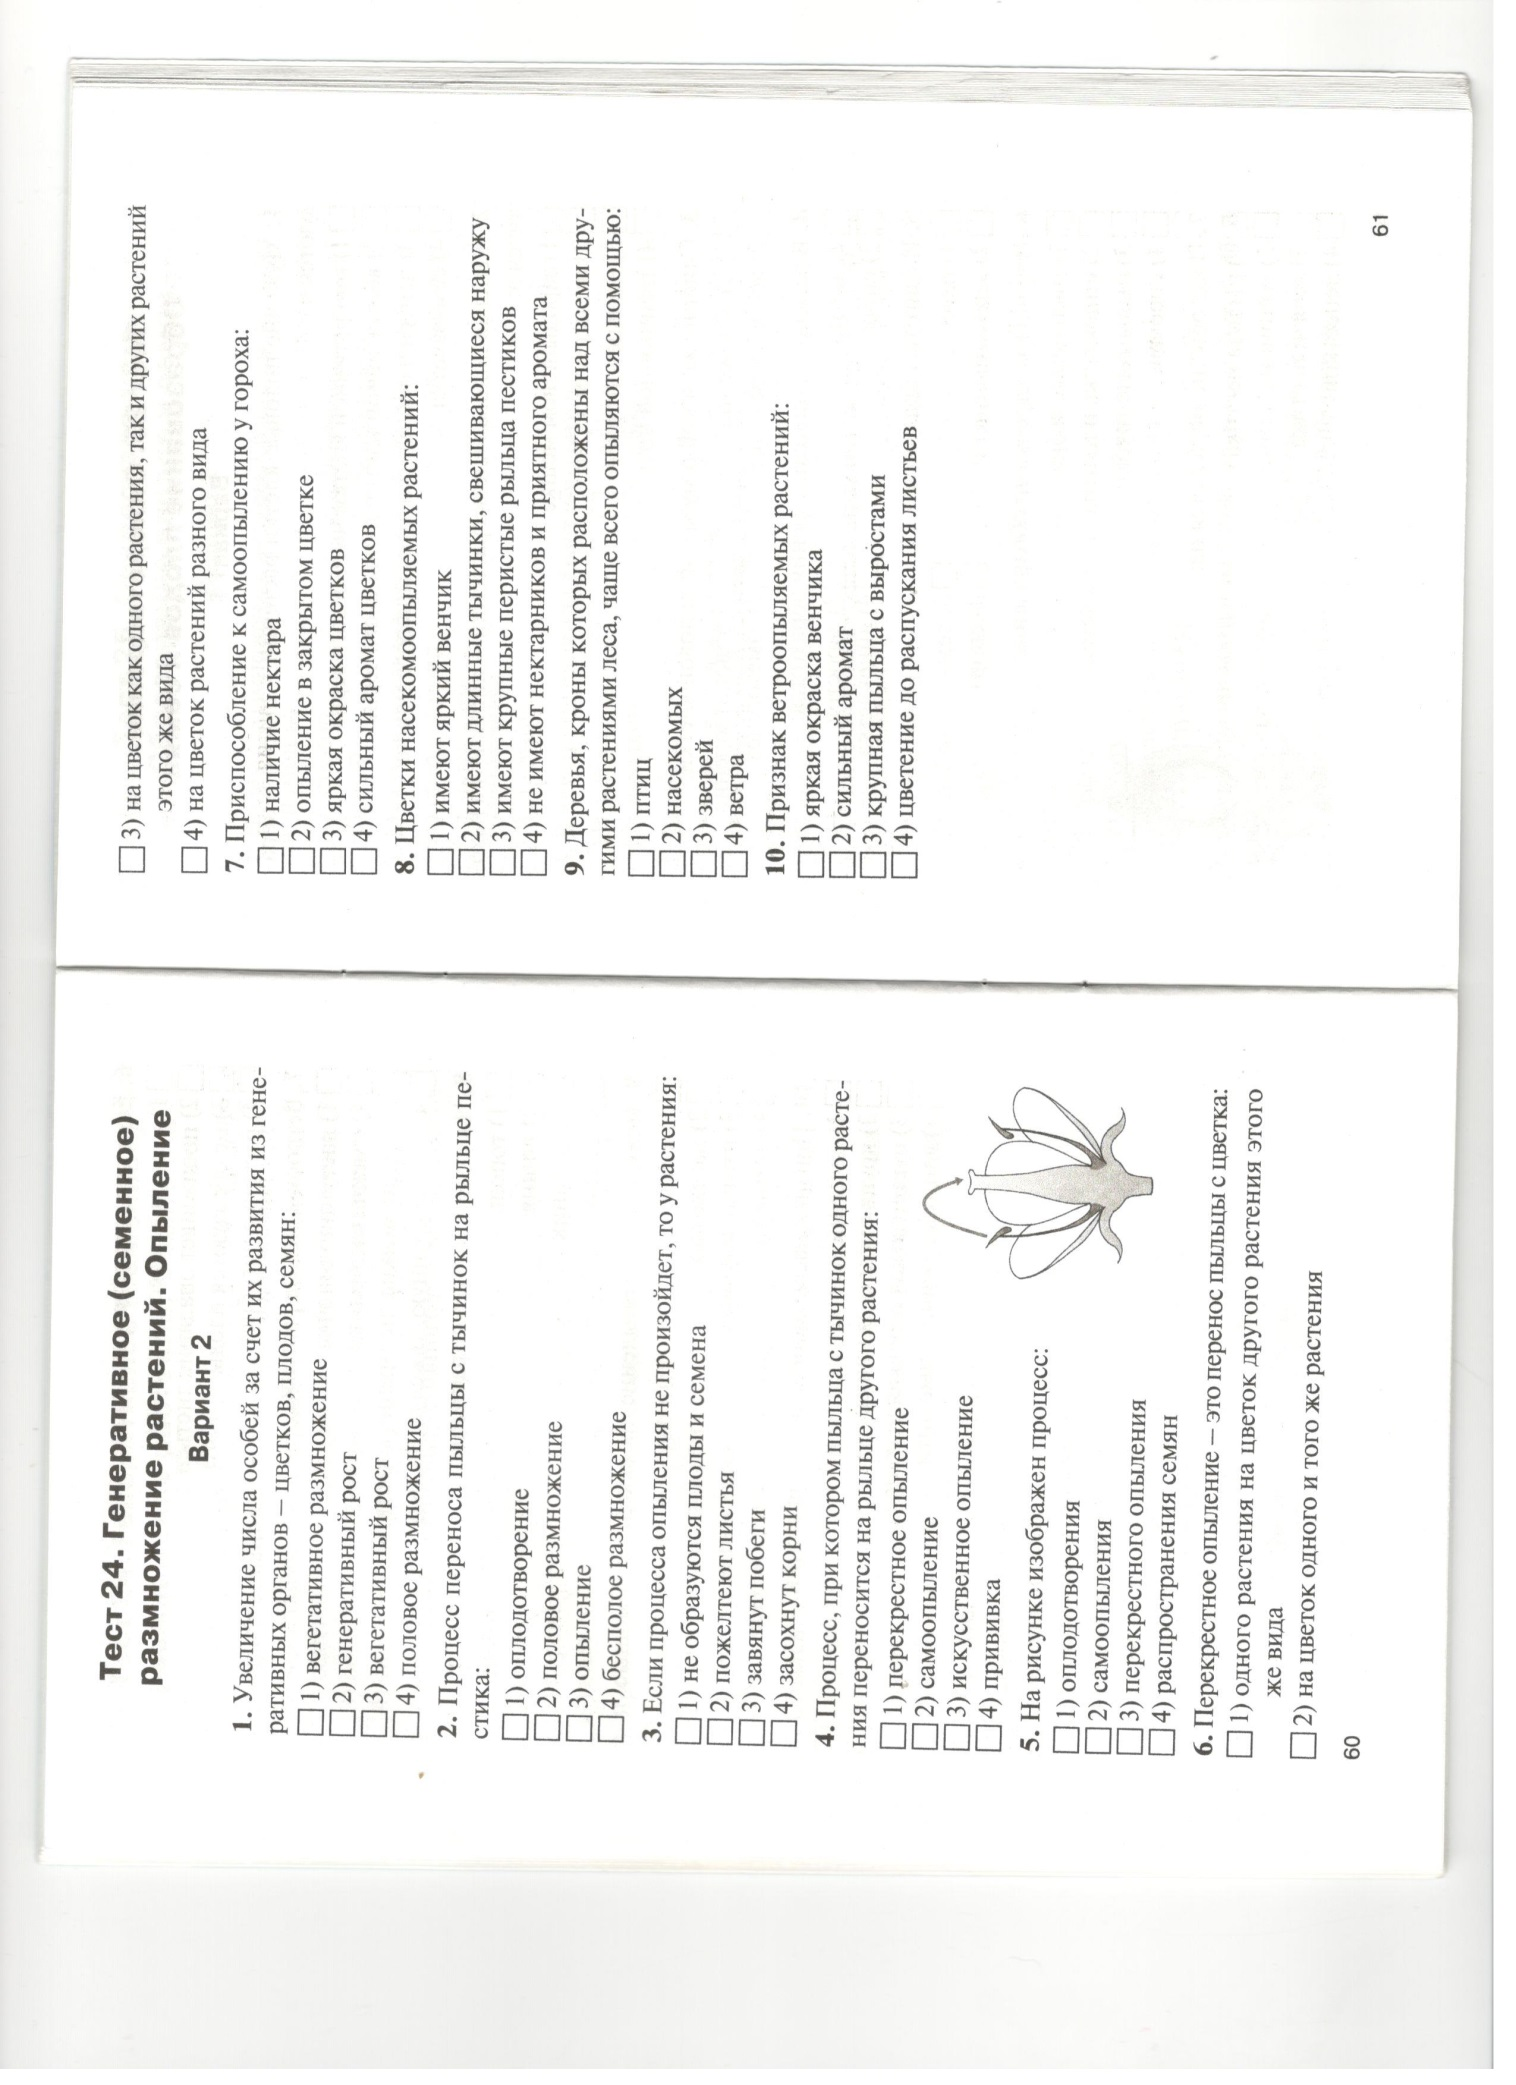 Тест 24. Генеративное (семенное)
размножение растений. Опыление
Вариант 2
1. Увеличение числа особей за счет их развития из гене-
ративных органов – цветков, плодов, семян:
1) вегетативное размножение
2) генеративный рост
3) вегетативный рост
4) половое размножение
2. Процесс переноса пыльцы с тычинок на рыльце пе-
стика:
1) оплодотворение
2) половое размножение
3) опыление
4) бесполое размножение
3. Если процесса опыления не произойдет, то у растения:
1) не образуются плоды и семена
2) пожелтеют листья
3) завянут побеги
4) засохнут корни
4. Процесс, при котором пыльца с тычинок одного расте-
ния переносится на рыльце другого растения:
1) перекрестное опыление
2) самоопыление
3) искусственное опыление
4) прививка
5. На рисунке изображен процесс:
1) оплодотворения
2) самоопыления
3) перекрестного опыления
4) распространения семян
6. Перекрестное опыление – это перенос пыльцы с цветка:
1) одного растения на цветок другого растения этого
же вида
2) на цветок одного и того же растения
60
3) на цветок как одного растения, так и других растений
этого же вида
4) на цветок растений разного вида
7. Приспособление к самоопылению у гороха:
1) наличие нектара
2) опыление в закрытом цветке
3) яркая окраска цветков
4) сильный аромат цветков
8. Цветки насекомоопыляемых растений:
1) имеют яркий венчик
2) имеют длинные тычинки, свешивающиеся наружу
3) имеют крупные перистые рыльца пестиков
4) не имеют нектарников и приятного аромата
9. Деревья, кроны которых расположены над всеми дру-
гими растениями леса, чаще всего опыляются с помощью:
1) птиц
2) насекомых
3) зверей
4) ветра
10. Признак ветроопыляемых растений:
1) яркая окраска венчика
2) сильный аромат
3) крупная пыльца с выростами
4) цветение до распускания листьев
61